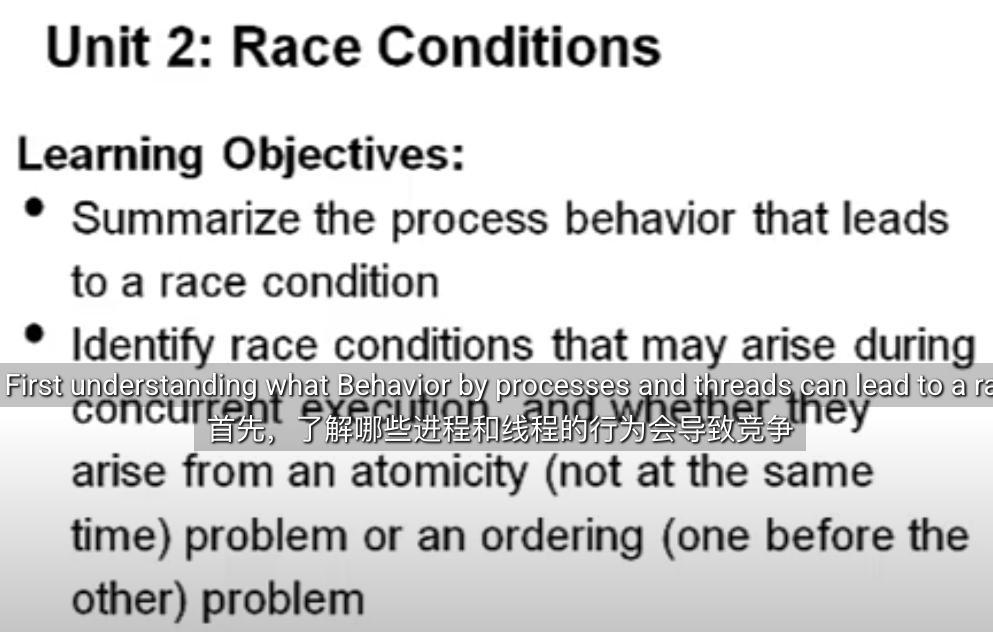 Unit 2: Race Conditions
Learning Objectives:
• Summarize the process behavior that leads
to a race condition
• Identify race conditions that may arise during
First understanding what Behavior by processes and threads can lead to a ra
concurrent execution, and whether they
首先，了解哪些进程和线程的行为会导致竞争
arise from an atomicity (not at the same
time) problem or an ordering (one before the
other) problem